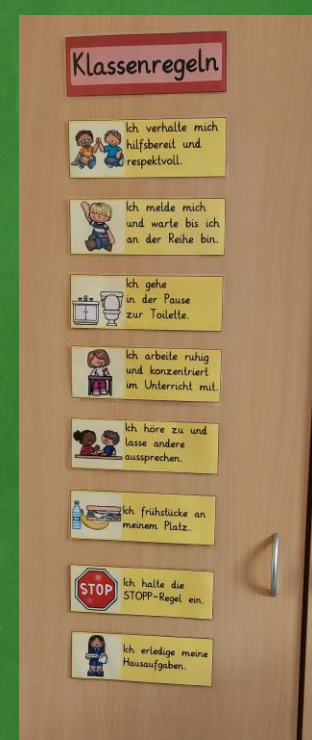 Klassenregeln
Ich verhalte mich
hilfsbereit und
respektvoll.
Ich melde mich
und warte bis ich
an der Reihe bin.
Ich gehe
in der Pause
zur Toilette.
Ich arbeite ruhig
und konzentriert
im Unterricht mit.
Ich höre zu und
lasse andere
aussprechen.
Ich frühstücke an
meinem Platz.
STOP
Ich halte die
STOPP-Regel ein.
Ich erledige meine
Hausaufgaben.